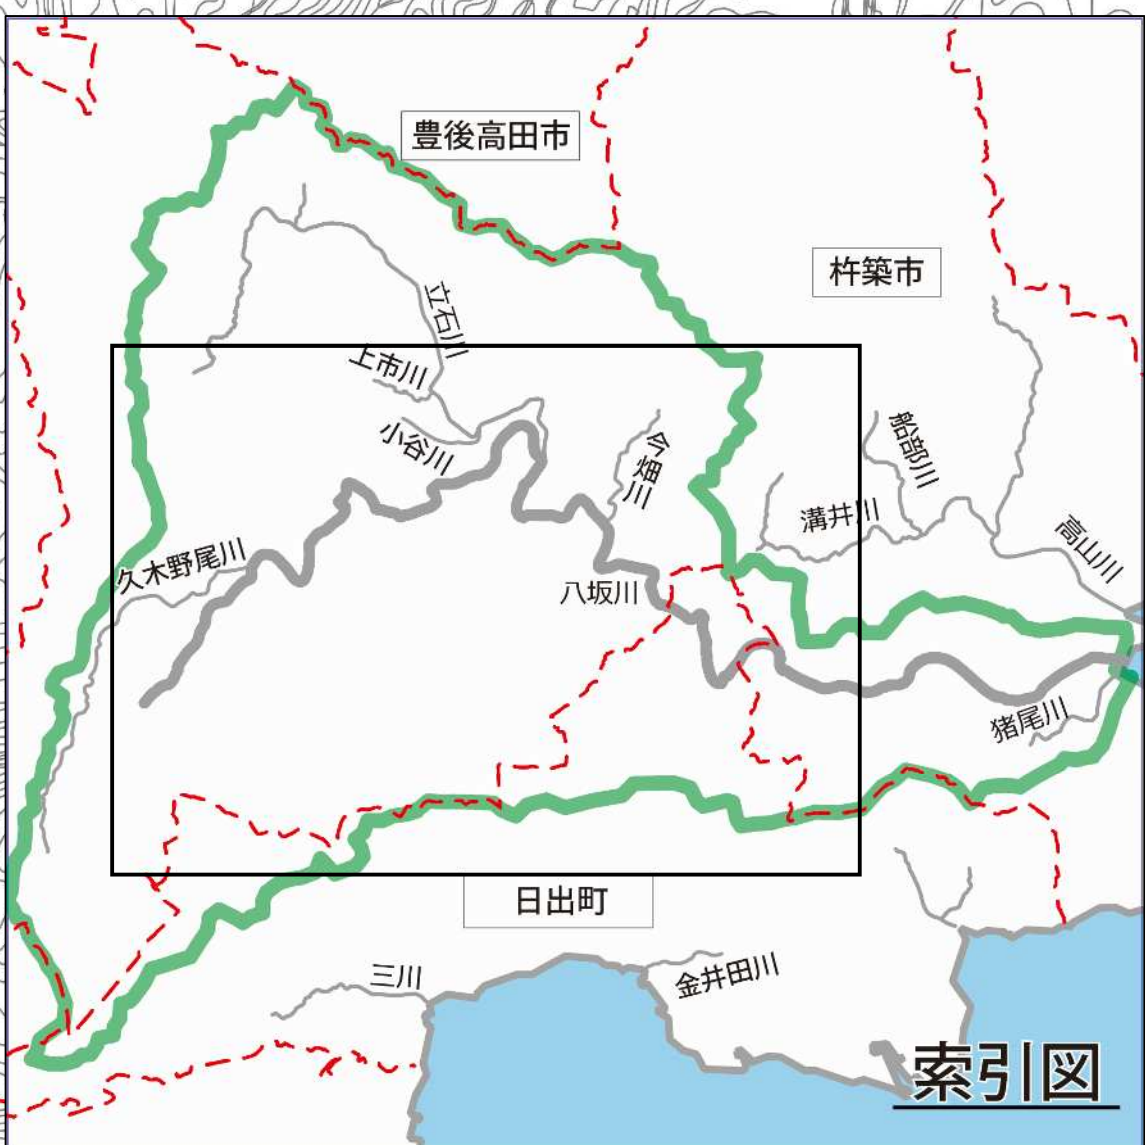 豊後高田市
杵築市
立石川
上市川
小谷川
今畑川
船部川
溝井川
高山川
久木野尾川
八坂川
猪尾川
日出町
三川
金井田川
索引図